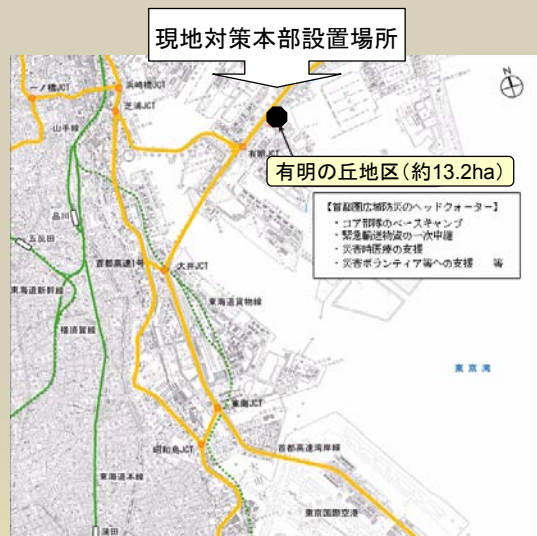 現地対策本部設置場所
N
一ノ橋JCT
浜崎橋JCT
芝浦JCT
山手線
有明JCT
有明の丘地区(約13.2ha)
【首都圏広域防災のヘッドクォーター】
・コア部隊のベースキャンプ
・緊急輸送物資の一次中継
・災害時医療の支援
・災害ボランティア等への支援 等
品川
五反田
首都高速1号
大井JCT
東海道新幹線
東海道貨物線
横須賀線
東京湾
東海JCT
昭和島JCT
首都高速湾岸線
東海道本線
東京国際空港
蒲田